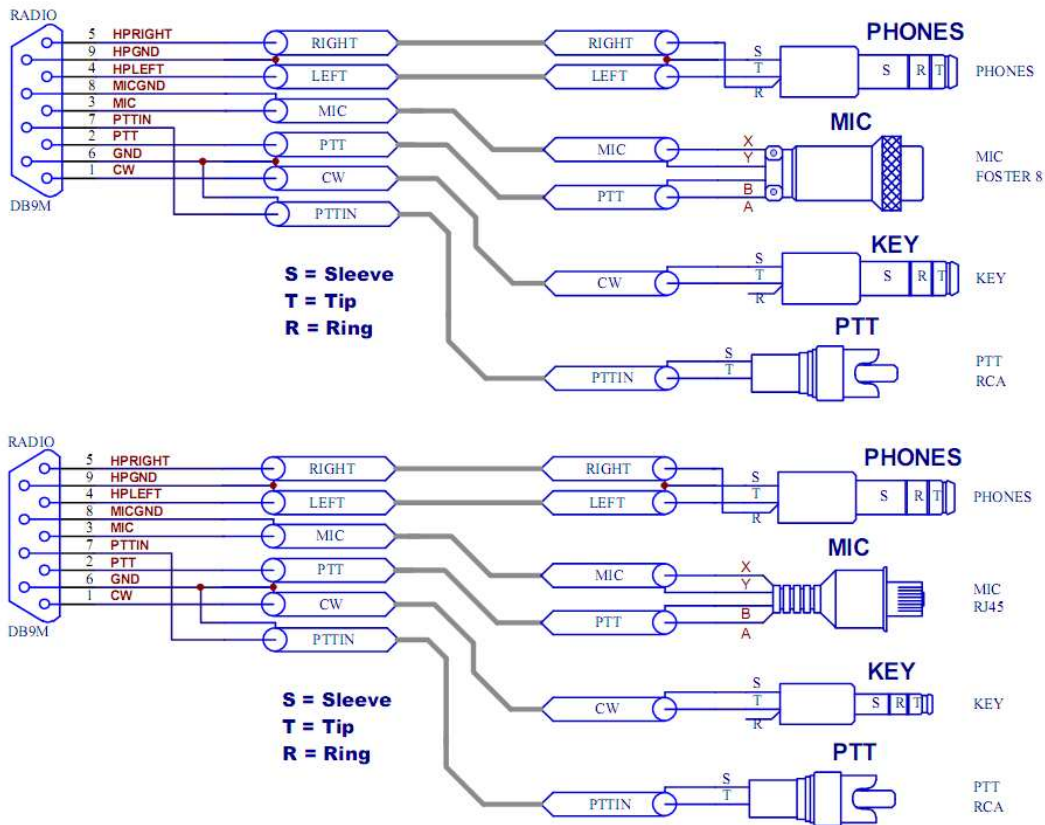 RADIO
5 HPRIGHT
9 HPGND
4 HPLEFT
8 MICGND
3 MIC
7 PTTIN
2 PTT
6 GND
1 CW
DB9M
RIGHT
LEFT
MIC
PTT
CW
PTTIN
S = Sleeve
T = Tip
R = Ring
RIGHT
LEFT
S
T
R
PHONES
S R T
PHONES
MIC
PTT
X
Y
B
A
MIC
MIC
FOSTER 8
CW
S
T
R
KEY
S R T
KEY
PTTIN
S
T
PTT
PTT
RCA
RADIO
5 HPRIGHT
9 HPGND
4 HPLEFT
8 MICGND
3 MIC
7 PTTIN
2 PTT
6 GND
1 CW
DB9M
RIGHT
LEFT
MIC
PTT
CW
PTTIN
S = Sleeve
T = Tip
R = Ring
RIGHT
LEFT
S
T
R
PHONES
S R T
PHONES
MIC
PTT
X
Y
B
A
MIC
MIC
RJ45
CW
S
T
R
KEY
S R T
KEY
PTTIN
S
T
PTT
PTT
RCA